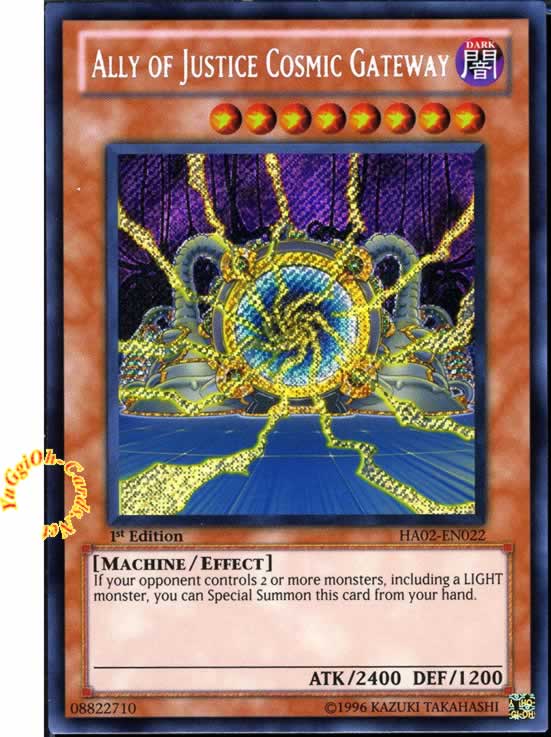 ALLY OF JUSTICE COSMIC GATEWAY
DARK
闇
YuGgiOh-Cards.Net
1st Edition
HA02-EN022
[MACHINE/EFFECT]
If your opponent controls 2 or more monsters, including a LIGHT
monster, you can Special Summon this card from your hand.
ATK/2400 DEF/1200
08822710
©1996 KAZUKI TAKAHASHI